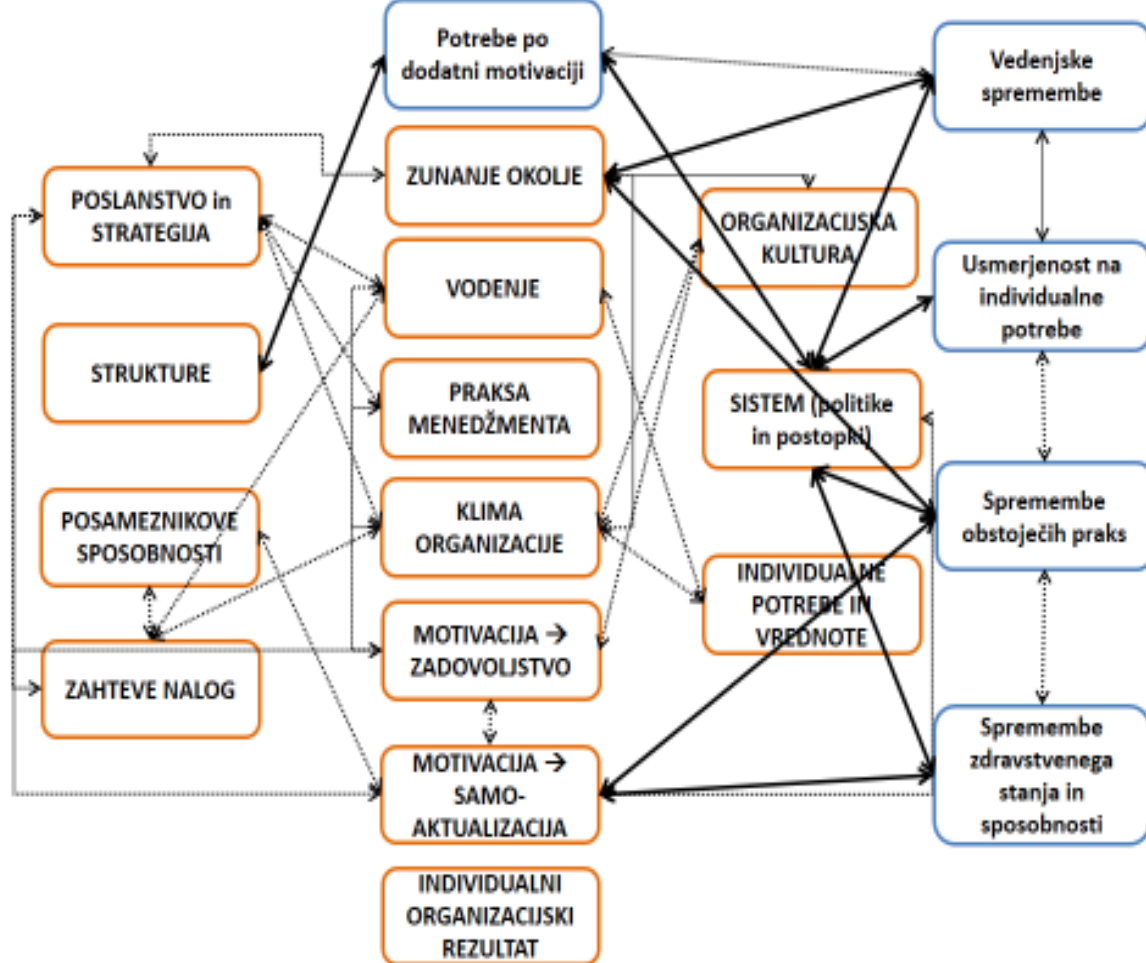 Potrebe po
dodatni motivaciji
Vedenjske
spremembe
ZUNANJE OKOLJE
POSLANSTVO in
STRATEGIJA
ORGANIZACIJSKA
KULTURA
VODENJE
Usmerjenost na
individualne
potrebe
STRUKTURE
PRAKSA
MENEDŽMENTA
SISTEM (politike
in postopki)
POSAMEZNIKOVE
SPOSOBNOSTI
KLIMA
ORGANIZACIJE
Spremembe
obstoječih praks
INDIVIDUALNE
POTREBE IN
VREDNOTE
ZAHTEVE NALOG
MOTIVACIJA →
ZADOVOLJSTVO
MOTIVACIJA →
SAMO-
AKTUALIZACIJA
Spremembe
zdravstvenega
stanja in
sposobnosti
INDIVIDUALNI
ORGANIZACIJSKI
REZULTAT